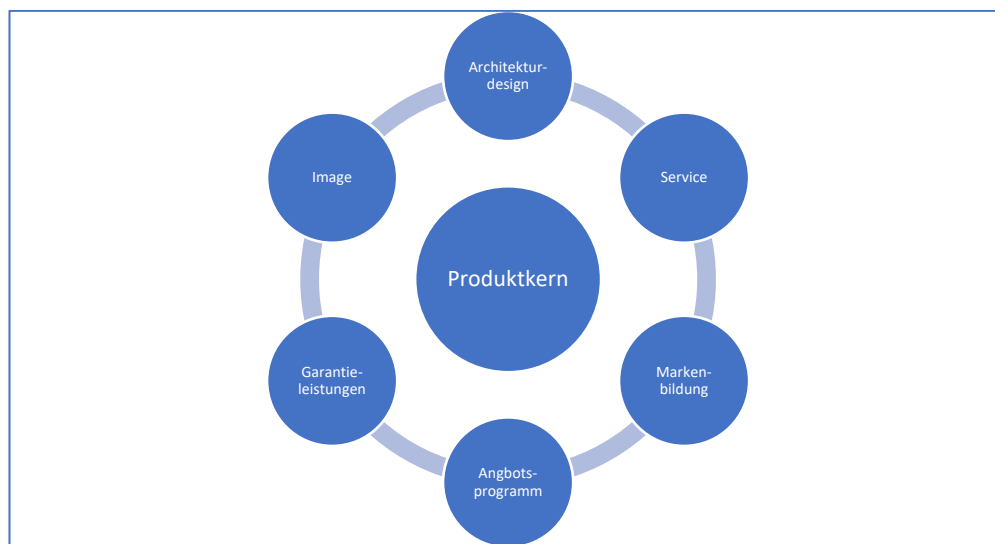 Architektur-
design
Image
Service
Produktkern
Garantie-
leistungen
Marken-
bildung
Angbots-
programm